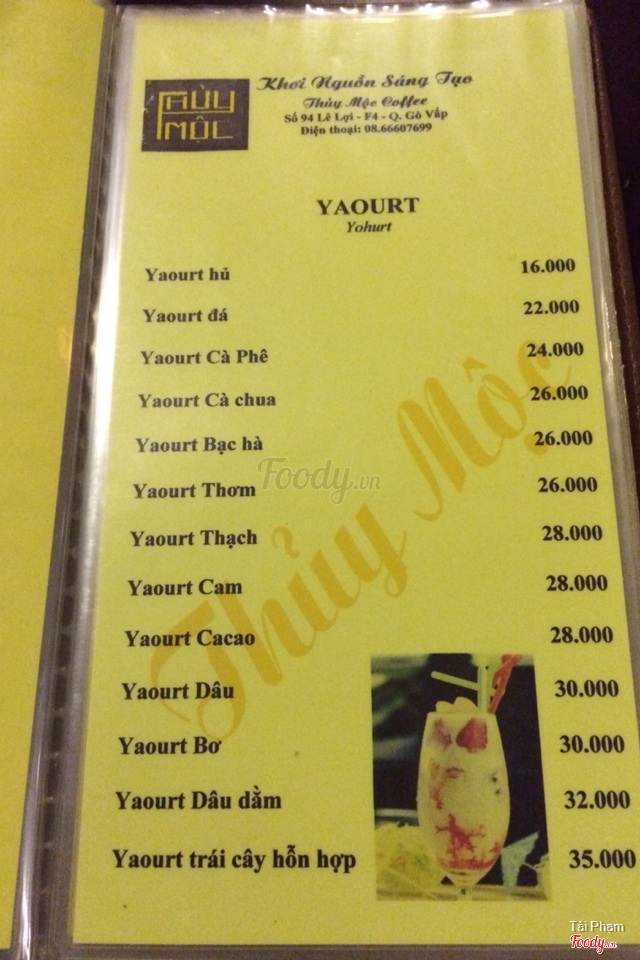 THỦY
MỘC
Khơi Nguồn Sáng Tạo
Thủy Mộc Coffee
Số 94 Lê Lợi - F4 - Q. Gò Vấp
Điện thoại: 08.66607699
YAOURT
Yohurt
Yaourt hủ 16.000
Yaourt đá 22.000
Yaourt Cà Phê 24.000
Yaourt Cà chua 26.000
Yaourt Bạc hà 26.000
Yaourt Thơm 26.000
Yaourt Thạch 28.000
Yaourt Cam 28.000
Yaourt Cacao 28.000
Yaourt Dâu 30.000
Yaourt Bơ 30.000
Yaourt Dâu dằm 32.000
Yaourt trái cây hỗn hợp 35.000
Thủy Mộc
Foody.vn
Tài Phạm
Foody.vn